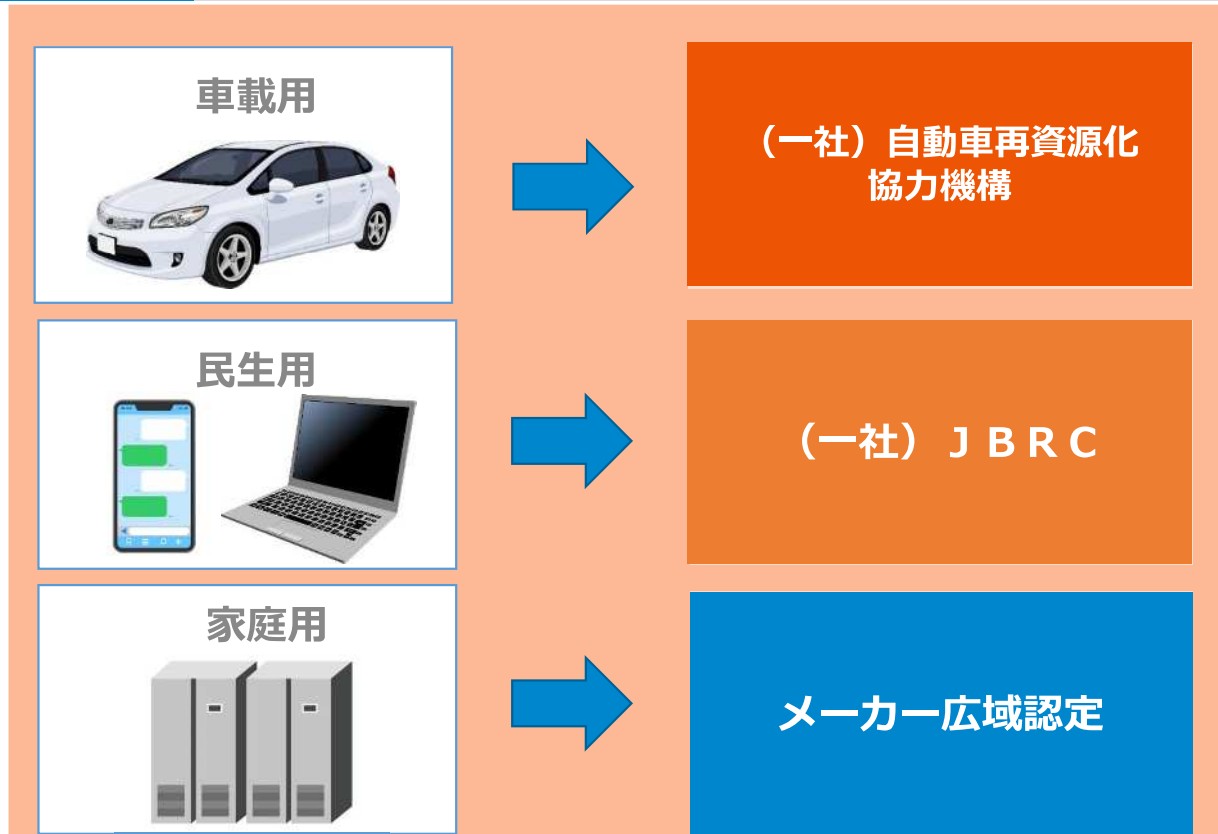 車載用
（一社）自動車再資源化
協力機構
民生用
（一社）ＪＢＲＣ
家庭用
メーカー広域認定